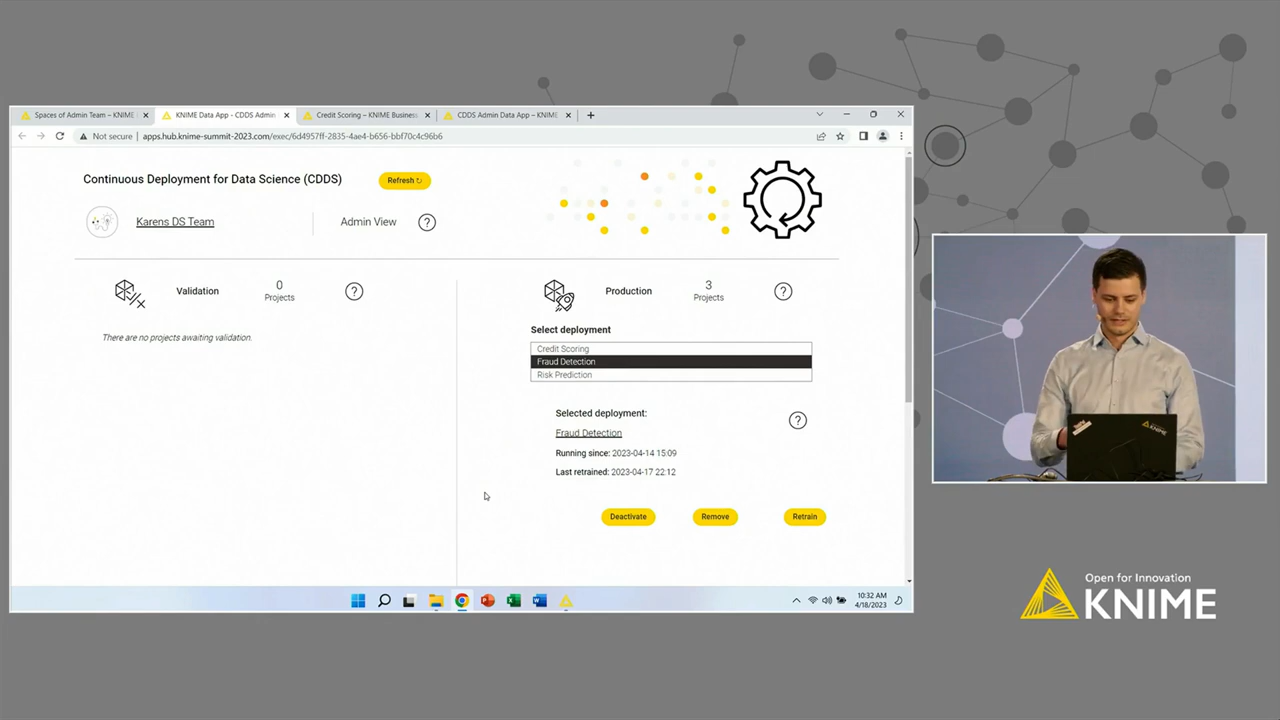 Spaces of Admin Team – KNIME
KNIME Data App - CDDS Admin
Credit Scoring – KNIME Business
CDDS Admin Data App – KNIME
Not secure
apps.hub.knime-summit-2023.com/exec/6d4957ff-2835-4ae4-b656-bbf70c4c96b6
Continuous Deployment for Data Science (CDDS)
Refresh ↻
Karens DS Team
Admin View
?
Validation
0
Projects
?
There are no projects awaiting validation.
Production
3
Projects
?
Select deployment
Credit Scoring
Fraud Detection
Risk Prediction
Selected deployment:
?
Fraud Detection
Running since: 2023-04-14 15:09
Last retrained: 2023-04-17 22:12
Deactivate
Remove
Retrain
10:32 AM
4/18/2023
KNIME
Open for Innovation
KNIME